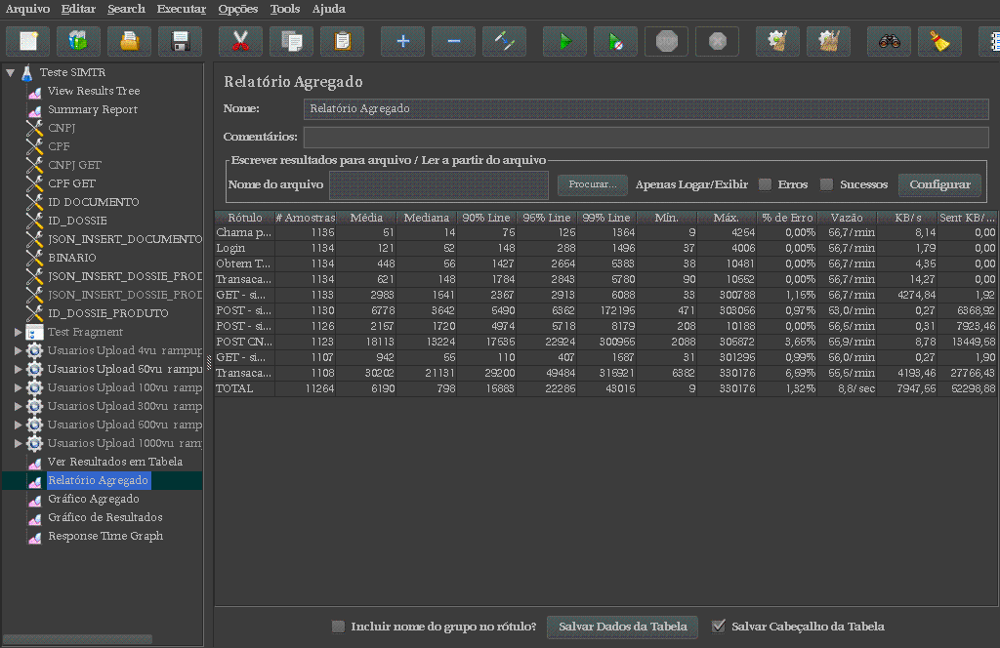 Arquivo Editar Search Executar Opções Tools Ajuda
Teste SIMTR
View Results Tree
Summary Report
CNPJ
CPF
CNPJ GET
CPF GET
ID DOCUMENTO
ID_DOSSIE
JSON_INSERT_DOCUMENTO
BINARIO
JSON_INSERT_DOSSIE_PROD
JSON_INSERT_DOSSIE_PROD
ID_DOSSIE_PRODUTO
Test Fragment
Usuarios Upload 4vu rampup
Usuarios Upload 50vu rampu
Usuarios Upload 100vu ramp
Usuarios Upload 300vu ramp
Usuarios Upload 500vu ramp
Usuarios Upload 1000vu ram
Ver Resultados em Tabela
Relatório Agregado
Gráfico Agregado
Gráfico de Resultados
Response Time Graph
Relatório Agregado
Nome: Relatório Agregado
Comentários:
Escrever resultados para arquivo / Ler a partir do arquivo
Nome do arquivo Procurar... Apenas Logar/Exibir Erros Sucessos Configurar
Rótulo # Amostras Média Mediana 90% Line 95% Line 99% Line Mín. Máx. % de Erro Vazão KB/s Sent KB/...
Chama p... 1135 51 14 75 125 1364 9 4254 0,00% 56,7/min 8,14 0,00
Login 1134 121 62 148 288 1496 37 4006 0,00% 56,7/min 1,79 0,00
Obtem T... 1134 448 56 1427 2654 5383 38 10481 0,00% 56,7/min 4,35 0,00
Transaca... 1134 621 148 1784 2843 5780 90 10552 0,00% 56,7/min 14,27 0,00
GET - si... 1133 2983 1541 2367 2913 6088 33 300788 1,15% 56,7/min 4274,84 1,92
POST - si... 1130 6778 3642 5490 6362 172195 471 303056 0,97% 53,0/min 0,27 6368,92
POST - si... 1126 2157 1720 4974 5718 8179 208 10188 0,00% 56,5/min 0,31 7923,46
POST CN... 1123 18113 13224 17535 22924 300955 2088 305872 3,65% 55,9/min 8,78 13449,58
GET - si... 1107 942 55 110 407 1587 31 301295 0,99% 56,0/min 0,27 1,90
Transaca... 1108 30202 21131 29200 49484 316921 6382 330176 6,59% 55,5/min 4193,46 27766,43
TOTAL 11264 6190 798 15883 22285 43015 9 330176 1,32% 8,8/sec 7947,55 52298,88
Incluir nome do grupo no rótulo? Salvar Dados da Tabela Salvar Cabeçalho da Tabela